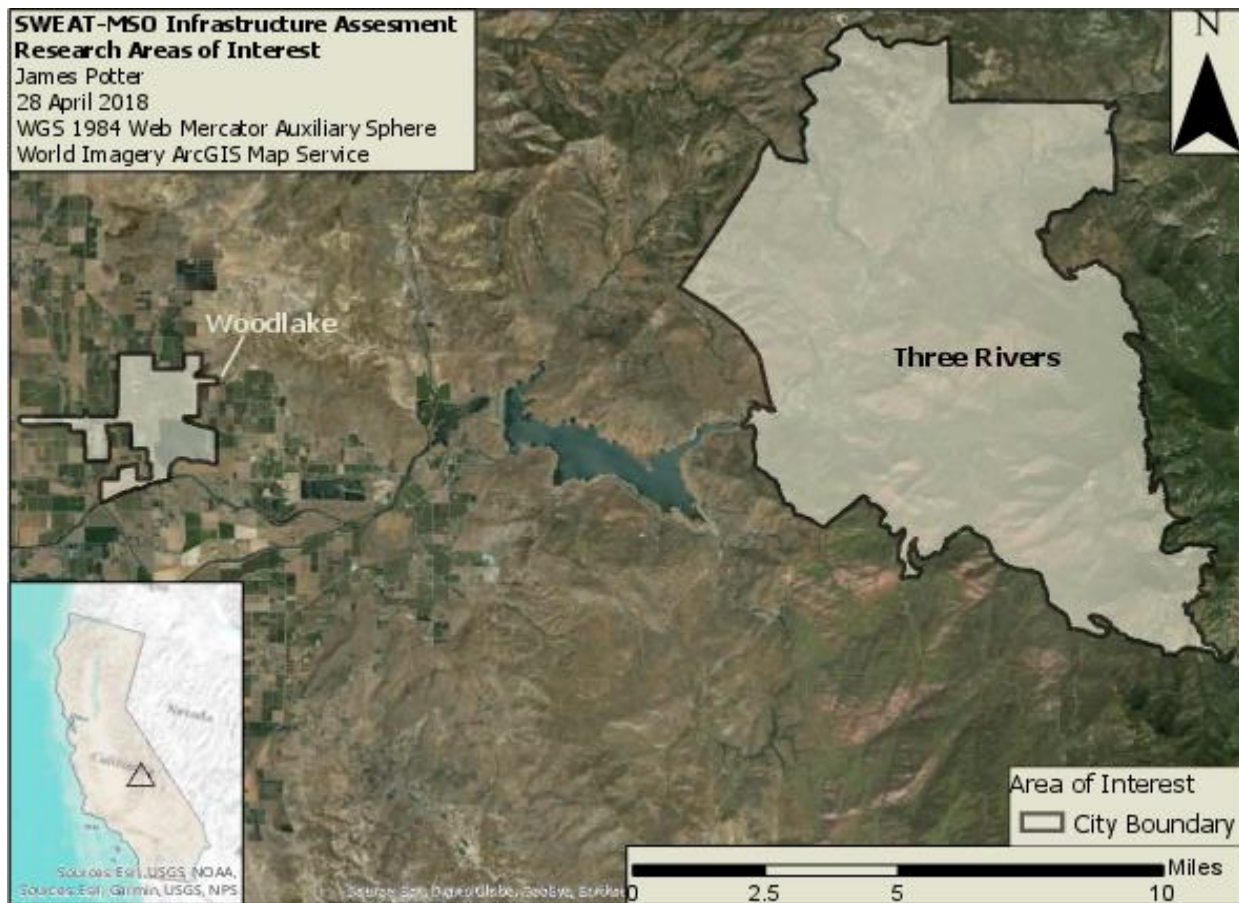 SWEAT-MSO Infrastructure Assesment
Research Areas of Interest
James Potter
28 April 2018
WGS 1984 Web Mercator Auxiliary Sphere
World Imagery ArcGIS Map Service
N
Woodlake
Three Rivers
Nevada
Sources: Esri, USGS, NOAA,
Sources: Esri, Garmin, USGS, NPS
Area of Interest
City Boundary
Miles
0 2.5 5 10